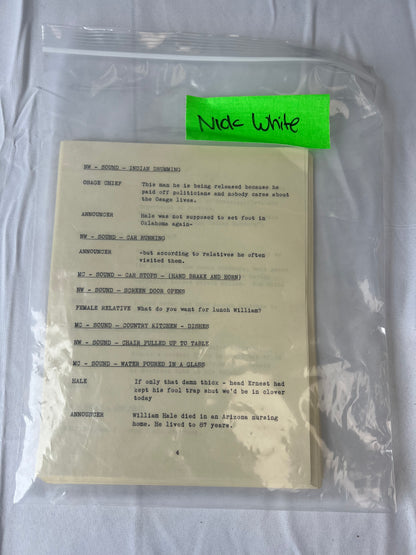 Nick White
NW - SOUND - INDIAN DRUMMING
OSAGE CHIEF This man he is being released because he
paid off politicians and nobody cares about
the Osage lives.
ANNOUNCER Hale was not supposed to set foot in
Oklahoma again-
NW - SOUND - CAR RUNNING
ANNOUNCER -but according to relatives he often
visited them.
MC - SOUND - CAR STOPS - (HAND BRAKE AND HORN)
NW - SOUND - SCREEN DOOR OPENS
FEMALE RELATIVE What do you want for lunch William?
MC - SOUND - COUNTRY KITCHEN - DISHES
NW - SOUND - CHAIR PULLED UP TO TABLE
MC - SOUND - WATER POURED IN A GLASS
HALE If only that damn thick - head Ernest had
kept his fool trap shut we'd be in clover
today
ANNOUNCER William Hale died in an Arizona nursing
home. He lived to 87 years.
4